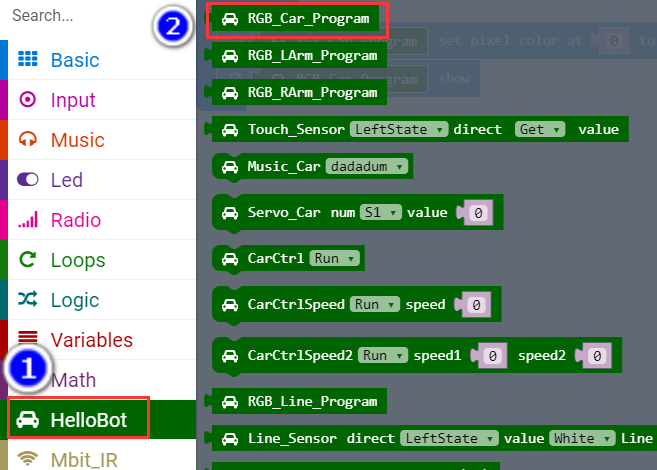 Search...
Basic
Input
Music
Led
Radio
Loops
Logic
Variables
Math
HelloBot
Mbit_IR
1
2
RGB_Car_Program
RGB_Car_Program set pixel color at 0 to
RGB_LArm_Program
RGB_Car_Program show
RGB_RArm_Program
Touch_Sensor LeftState direct Get value
Music_Car dadadum
Servo_Car num S1 value 0
CarCtrl Run
CarCtrlSpeed Run speed 0
CarCtrlSpeed2 Run speed1 0 speed2 0
RGB_Line_Program
Line_Sensor direct LeftState value White Line